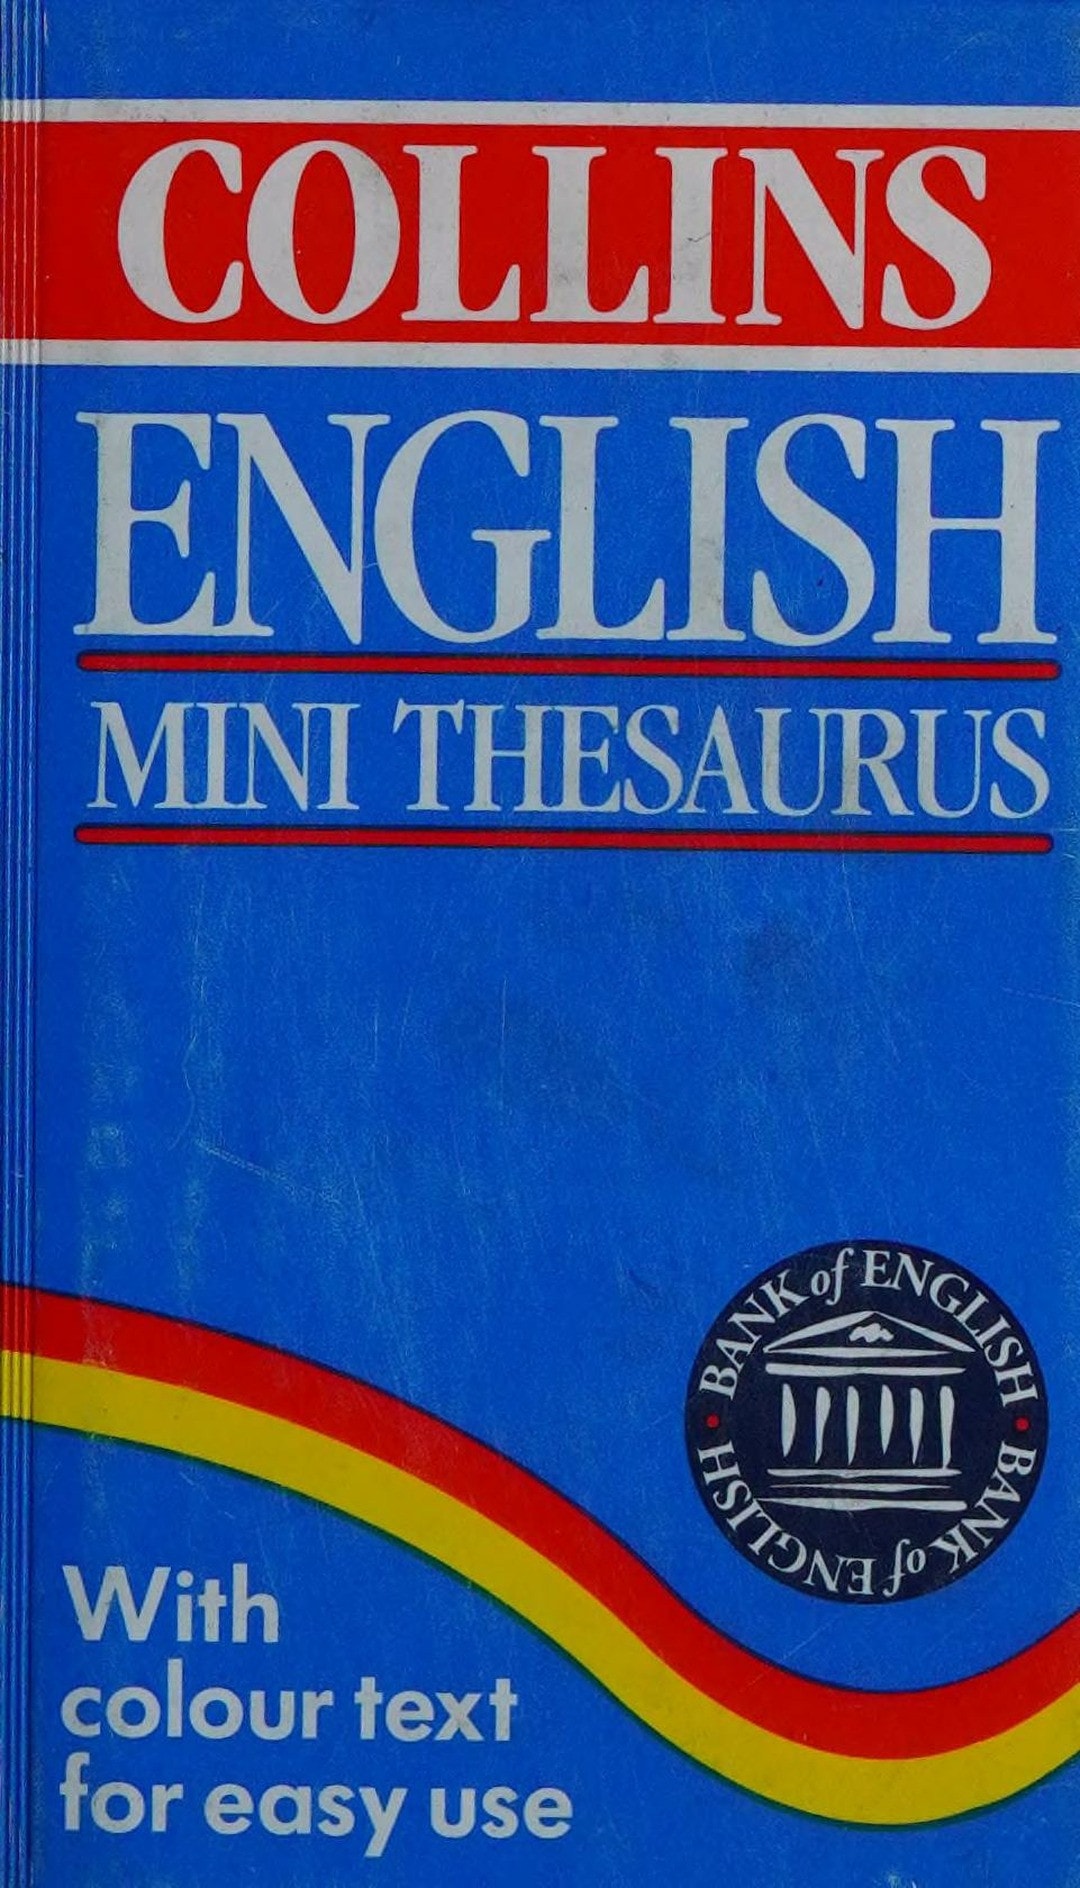 COLLINS
ENGLISH
MINI THESAURUS
BANK of ENGLISH • BANK of ENGLISH •
With
colour text
for easy use